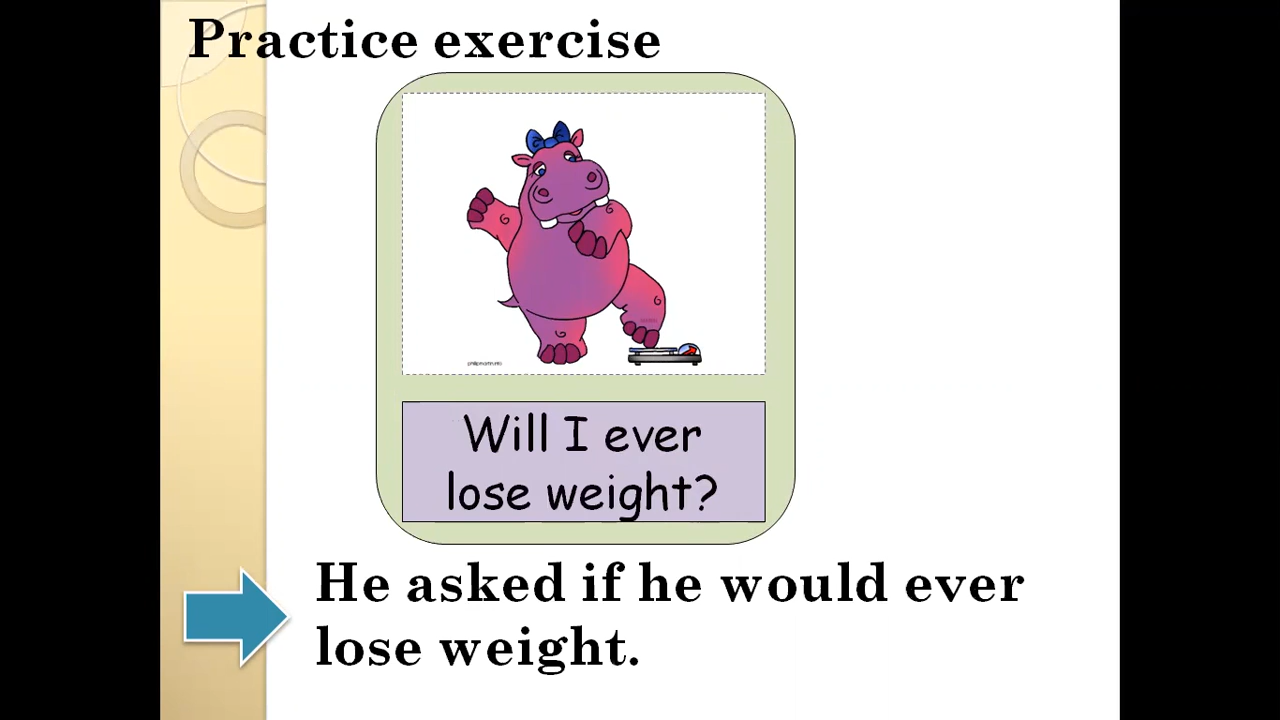 Practice exercise
Will I ever
lose weight?
He asked if he would ever
lose weight.